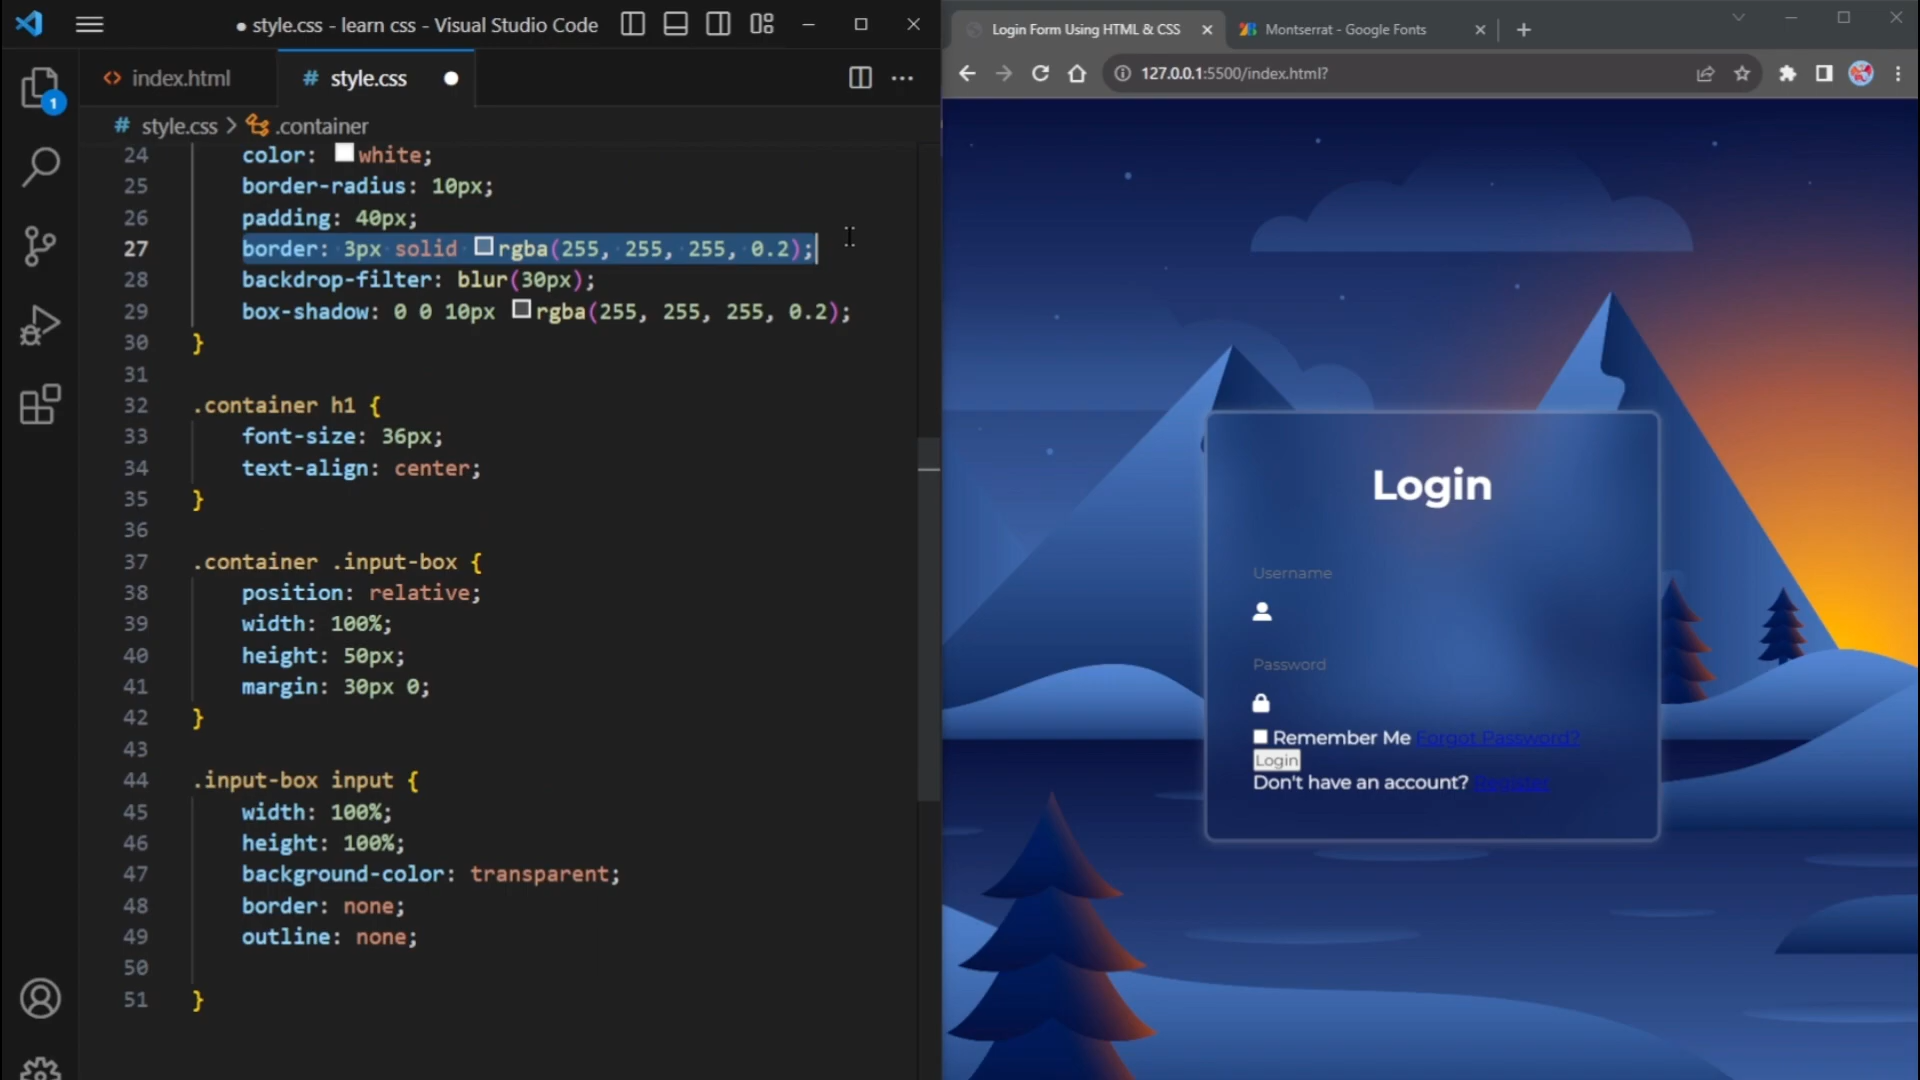 ● style.css - learn css - Visual Studio Code
index.html
# style.css
1
# style.css > .container
24 color: white;
25 border-radius: 10px;
26 padding: 40px;
27 border: 3px solid rgba(255, 255, 255, 0.2);
28 backdrop-filter: blur(30px);
29 box-shadow: 0 0 10px rgba(255, 255, 255, 0.2);
30 }
31
32 .container h1 {
33 font-size: 36px;
34 text-align: center;
35 }
36
37 .container .input-box {
38 position: relative;
39 width: 100%;
40 height: 50px;
41 margin: 30px 0;
42 }
43
44 .input-box input {
45 width: 100%;
46 height: 100%;
47 background-color: transparent;
48 border: none;
49 outline: none;
50
51 }
Login Form Using HTML & CSS
Montserrat - Google Fonts
127.0.0.1:5500/index.html?
Login
Username
Password
Remember Me Forgot Password?
Login
Don't have an account? Register